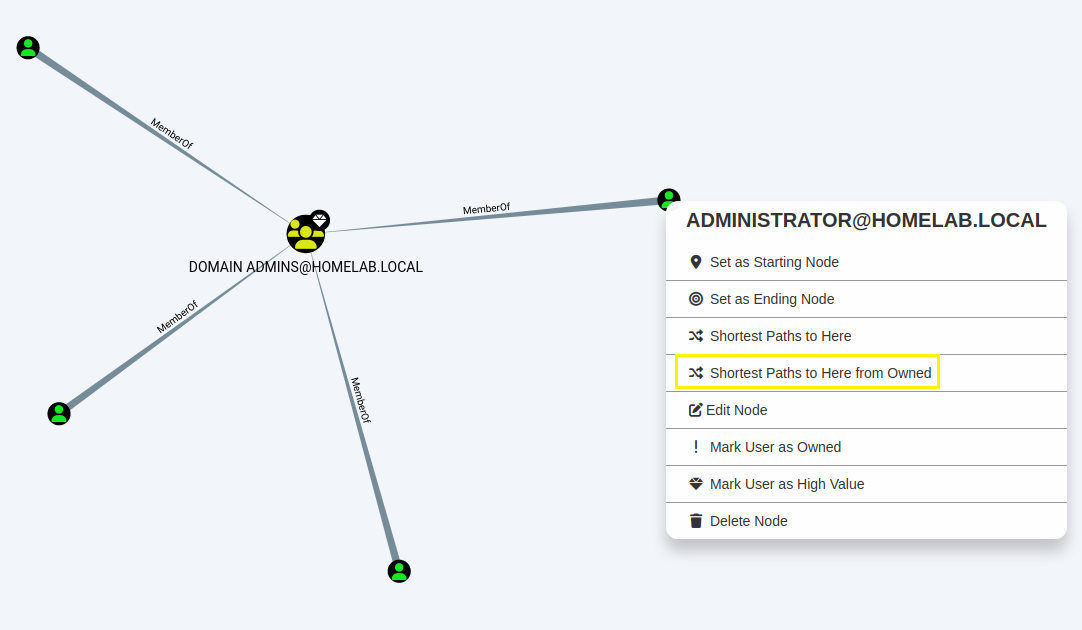 MemberOf
MemberOf
DOMAIN ADMINS@HOMELAB.LOCAL
MemberOf
MemberOf
ADMINISTRATOR@HOMELAB.LOCAL
Set as Starting Node
Set as Ending Node
Shortest Paths to Here
Shortest Paths to Here from Owned
Edit Node
Mark User as Owned
Mark User as High Value
Delete Node